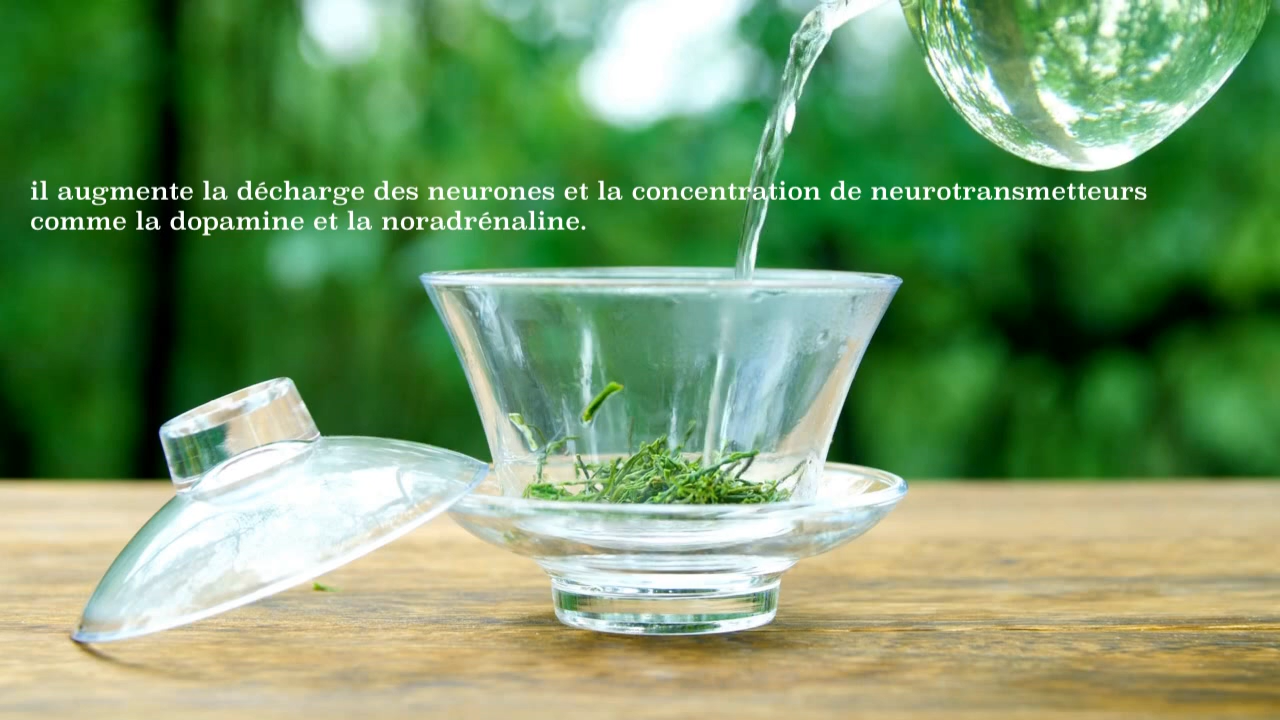 il augmente la décharge des neurones et la concentration de neurotransmetteurs
comme la dopamine et la noradrénaline.